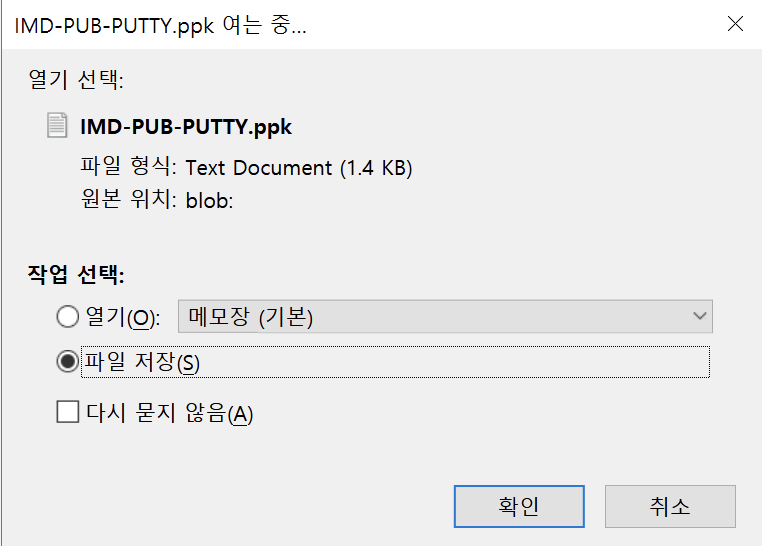 IMD-PUB-PUTTY.ppk 여는 중...
열기 선택:
IMD-PUB-PUTTY.ppk
파일 형식: Text Document (1.4 KB)
원본 위치: blob:
작업 선택:
열기(O): 메모장 (기본)
파일 저장(S)
다시 묻지 않음(A)
확인 취소